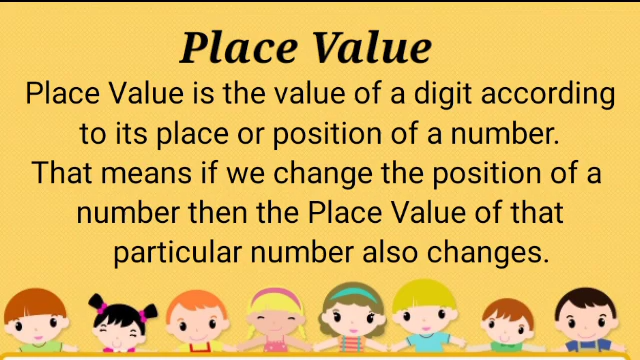 Place Value
Place Value is the value of a digit according
to its place or position of a number.
That means if we change the position of a
number then the Place Value of that
particular number also changes.